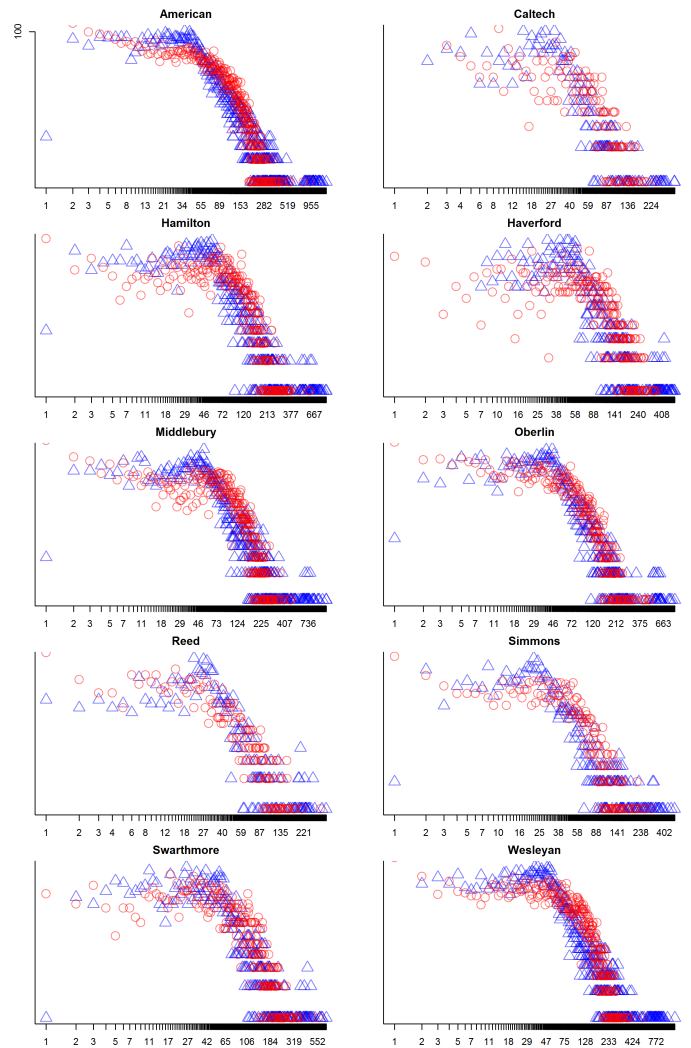 American Caltech
100
1 2 3 5 8 13 21 34 55 89 153 282 519 955
1 2 3 4 6 8 12 18 27 40 59 87 136 224
Hamilton Haverford
1 2 3 5 7 11 18 29 46 72 120 213 377 667
1 2 3 5 7 10 16 25 38 58 88 141 240 408
Middlebury Oberlin
1 2 3 5 7 11 18 29 46 73 124 225 407 736
1 2 3 5 7 11 18 29 46 72 120 212 375 663
Reed Simmons
1 2 3 4 6 8 12 18 27 40 59 87 135 221
1 2 3 5 7 10 16 25 38 58 88 141 238 402
Swarthmore Wesleyan
1 2 3 5 7 11 17 27 42 65 106 184 319 552
1 2 3 5 7 11 18 29 47 75 128 233 424 772